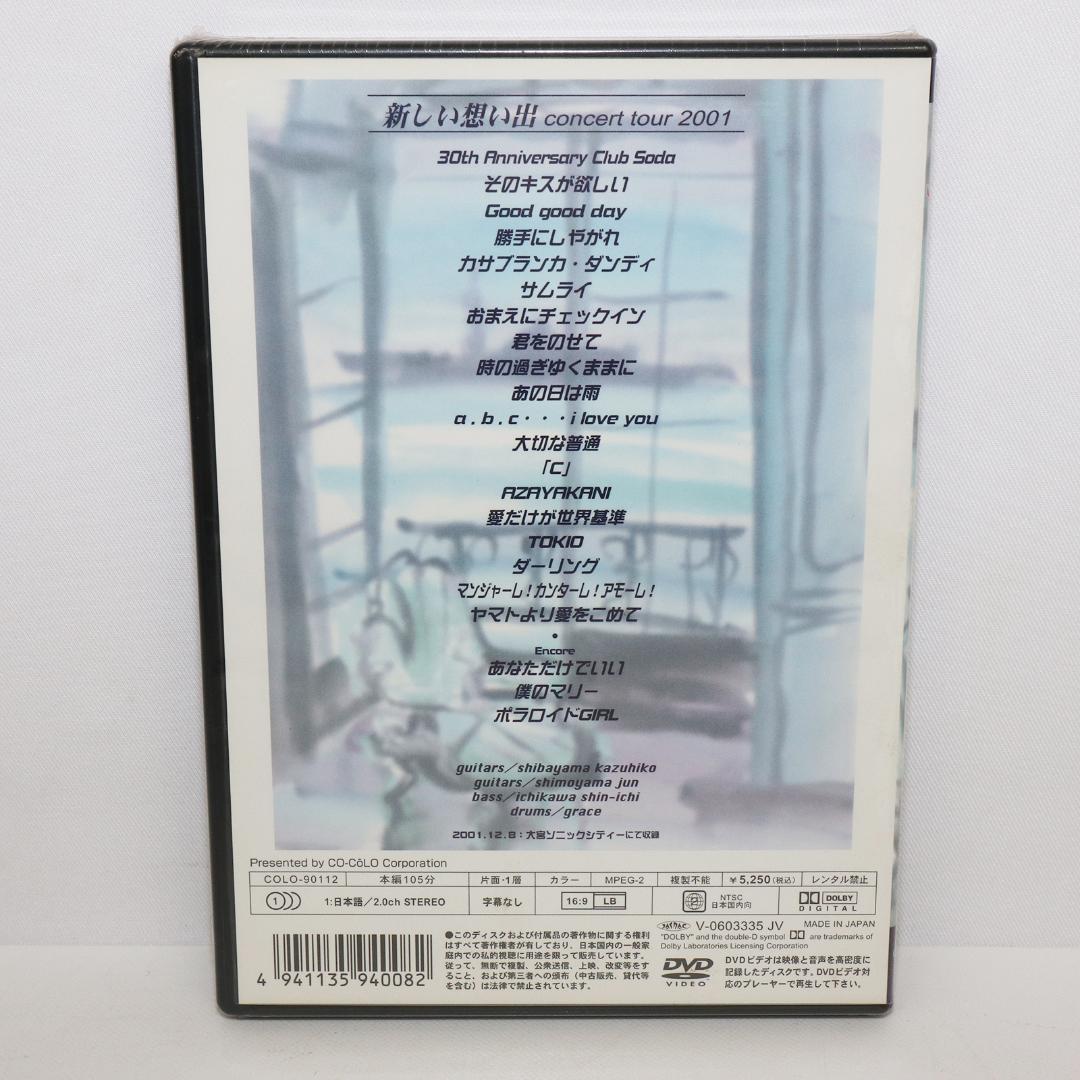 新しい想い出 concert tour 2001
30th Anniversary Club Soda
そのキスが欲しい
Good good day
勝手にしやがれ
カサブランカ・ダンディ
サムライ
おまえにチェックイン
君をのせて
時の過ぎゆくままに
あの日は雨
a . b . c ・・・i love you
大切な普通
「C」
AZAYAKANI
愛だけが世界基準
TOKIO
ダーリング
マンジャーレ！カンターレ！アモーレ！
ヤマトより愛をこめて
・
Encore
あなただけでいい
僕のマリー
ポラロイドGIRL
guitars／shibayama kazuhiko
guitars／shimoyama jun
bass／ichikawa shin-ichi
drums／grace
2001.12.8：大宮ソニックシティーにて収録
Presented by CO-CōLO Corporation
COLO-90112 本編105分 片面・1層 カラー MPEG-2 複製不能 ￥5,250(税込) レンタル禁止
1 1:日本語／2.0ch STEREO 字幕なし 16:9 LB 2 NTSC 日本国内向 DOLBY DIGITAL
V-0603335 JV MADE IN JAPAN
"DOLBY" and the double-D symbol are trademarks of
Dolby Laboratories Licensing Corporation
●このディスクおよび付属品の著作物に関する権利
はすべて著作権者が有しており、日本国内の一般家
庭内での私的視聴に用途を限って販売しています。
従って、無断で複製、公衆送信、上映、改変等をす
ること、および第三者への頒布（中古販売、貸代等
を含む）は法律で禁止されています。
4 941135 940082
DVD VIDEO
DVDビデオは映像と音声を高密度に
記録したディスクです。DVDビデオ対
応のプレーヤーで再生して下さい。